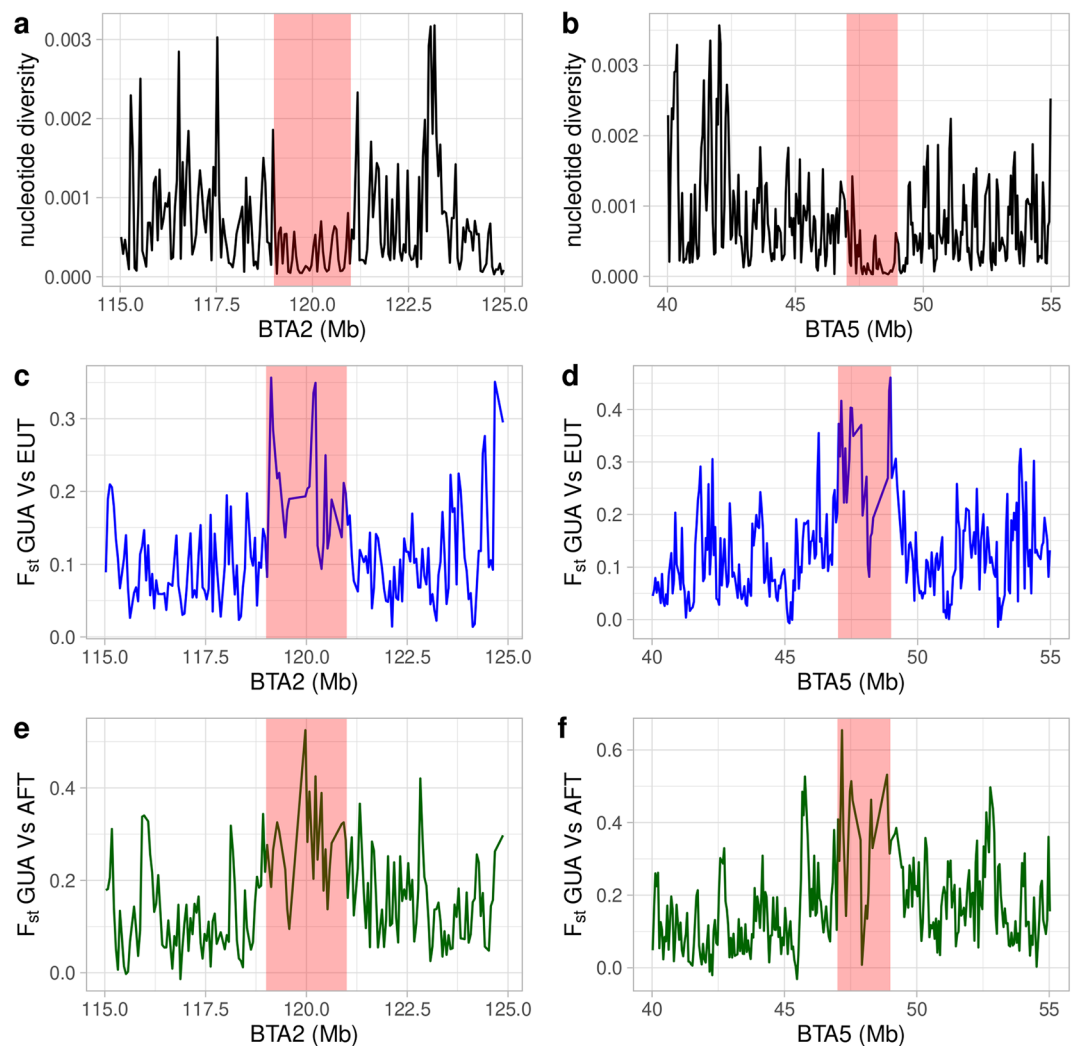 a
nucleotide diversity
0.003
0.002
0.001
0.000
115.0 117.5 120.0 122.5 125.0
BTA2 (Mb)
b
nucleotide diversity
0.003
0.002
0.001
0.000
40 45 50 55
BTA5 (Mb)
c
Fst GUA Vs EUT
0.3
0.2
0.1
0.0
115.0 117.5 120.0 122.5 125.0
BTA2 (Mb)
d
Fst GUA Vs EUT
0.4
0.3
0.2
0.1
0.0
40 45 50 55
BTA5 (Mb)
e
Fst GUA Vs AFT
0.4
0.2
0.0
115.0 117.5 120.0 122.5 125.0
BTA2 (Mb)
f
Fst GUA Vs AFT
0.6
0.4
0.2
0.0
40 45 50 55
BTA5 (Mb)